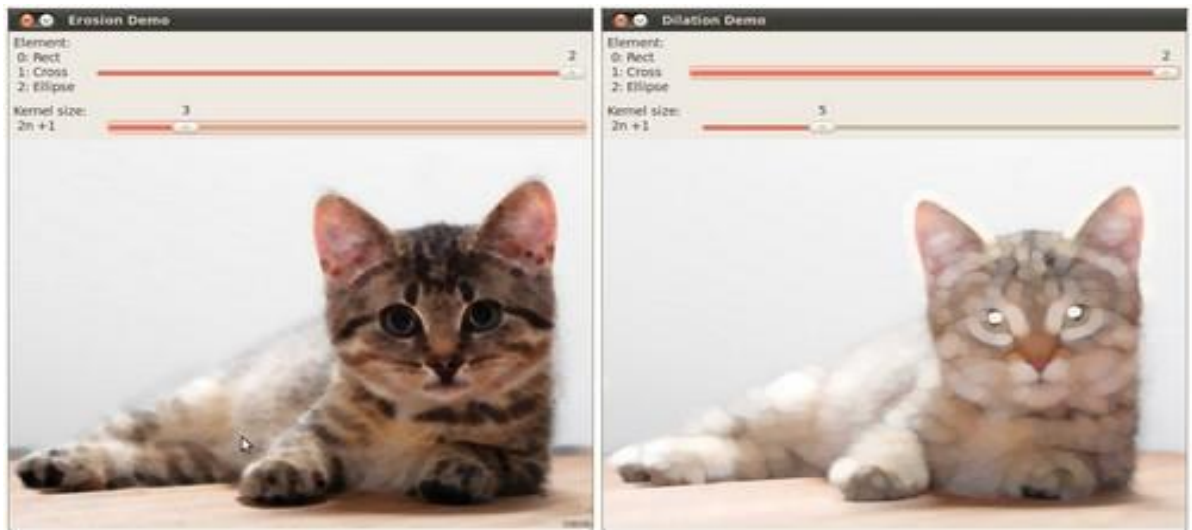 Erosion Demo
Element:
0: Rect
1: Cross
2: Ellipse
2
Kernel size:
2n +1
3
Dilation Demo
Element:
0: Rect
1: Cross
2: Ellipse
2
Kernel size:
2n +1
5